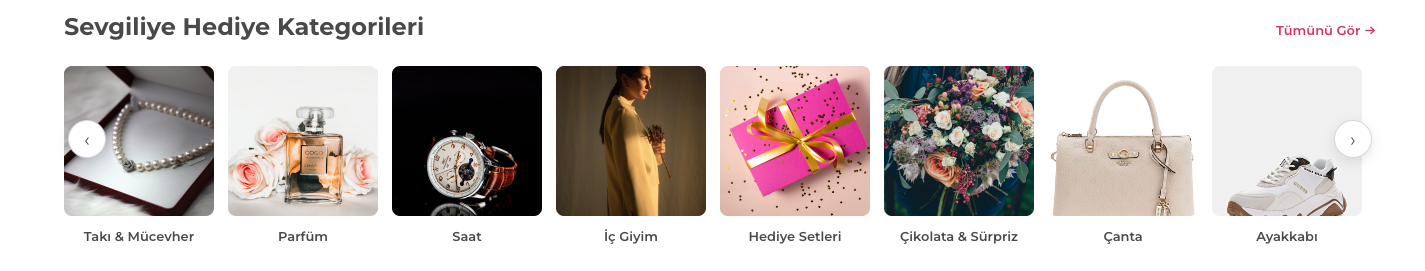 Sevgiliye Hediye Kategorileri
Tümünü Gör →
‹
›
Takı & Mücevher
Parfüm
Saat
İç Giyim
Hediye Setleri
Çikolata & Sürpriz
Çanta
Ayakkabı